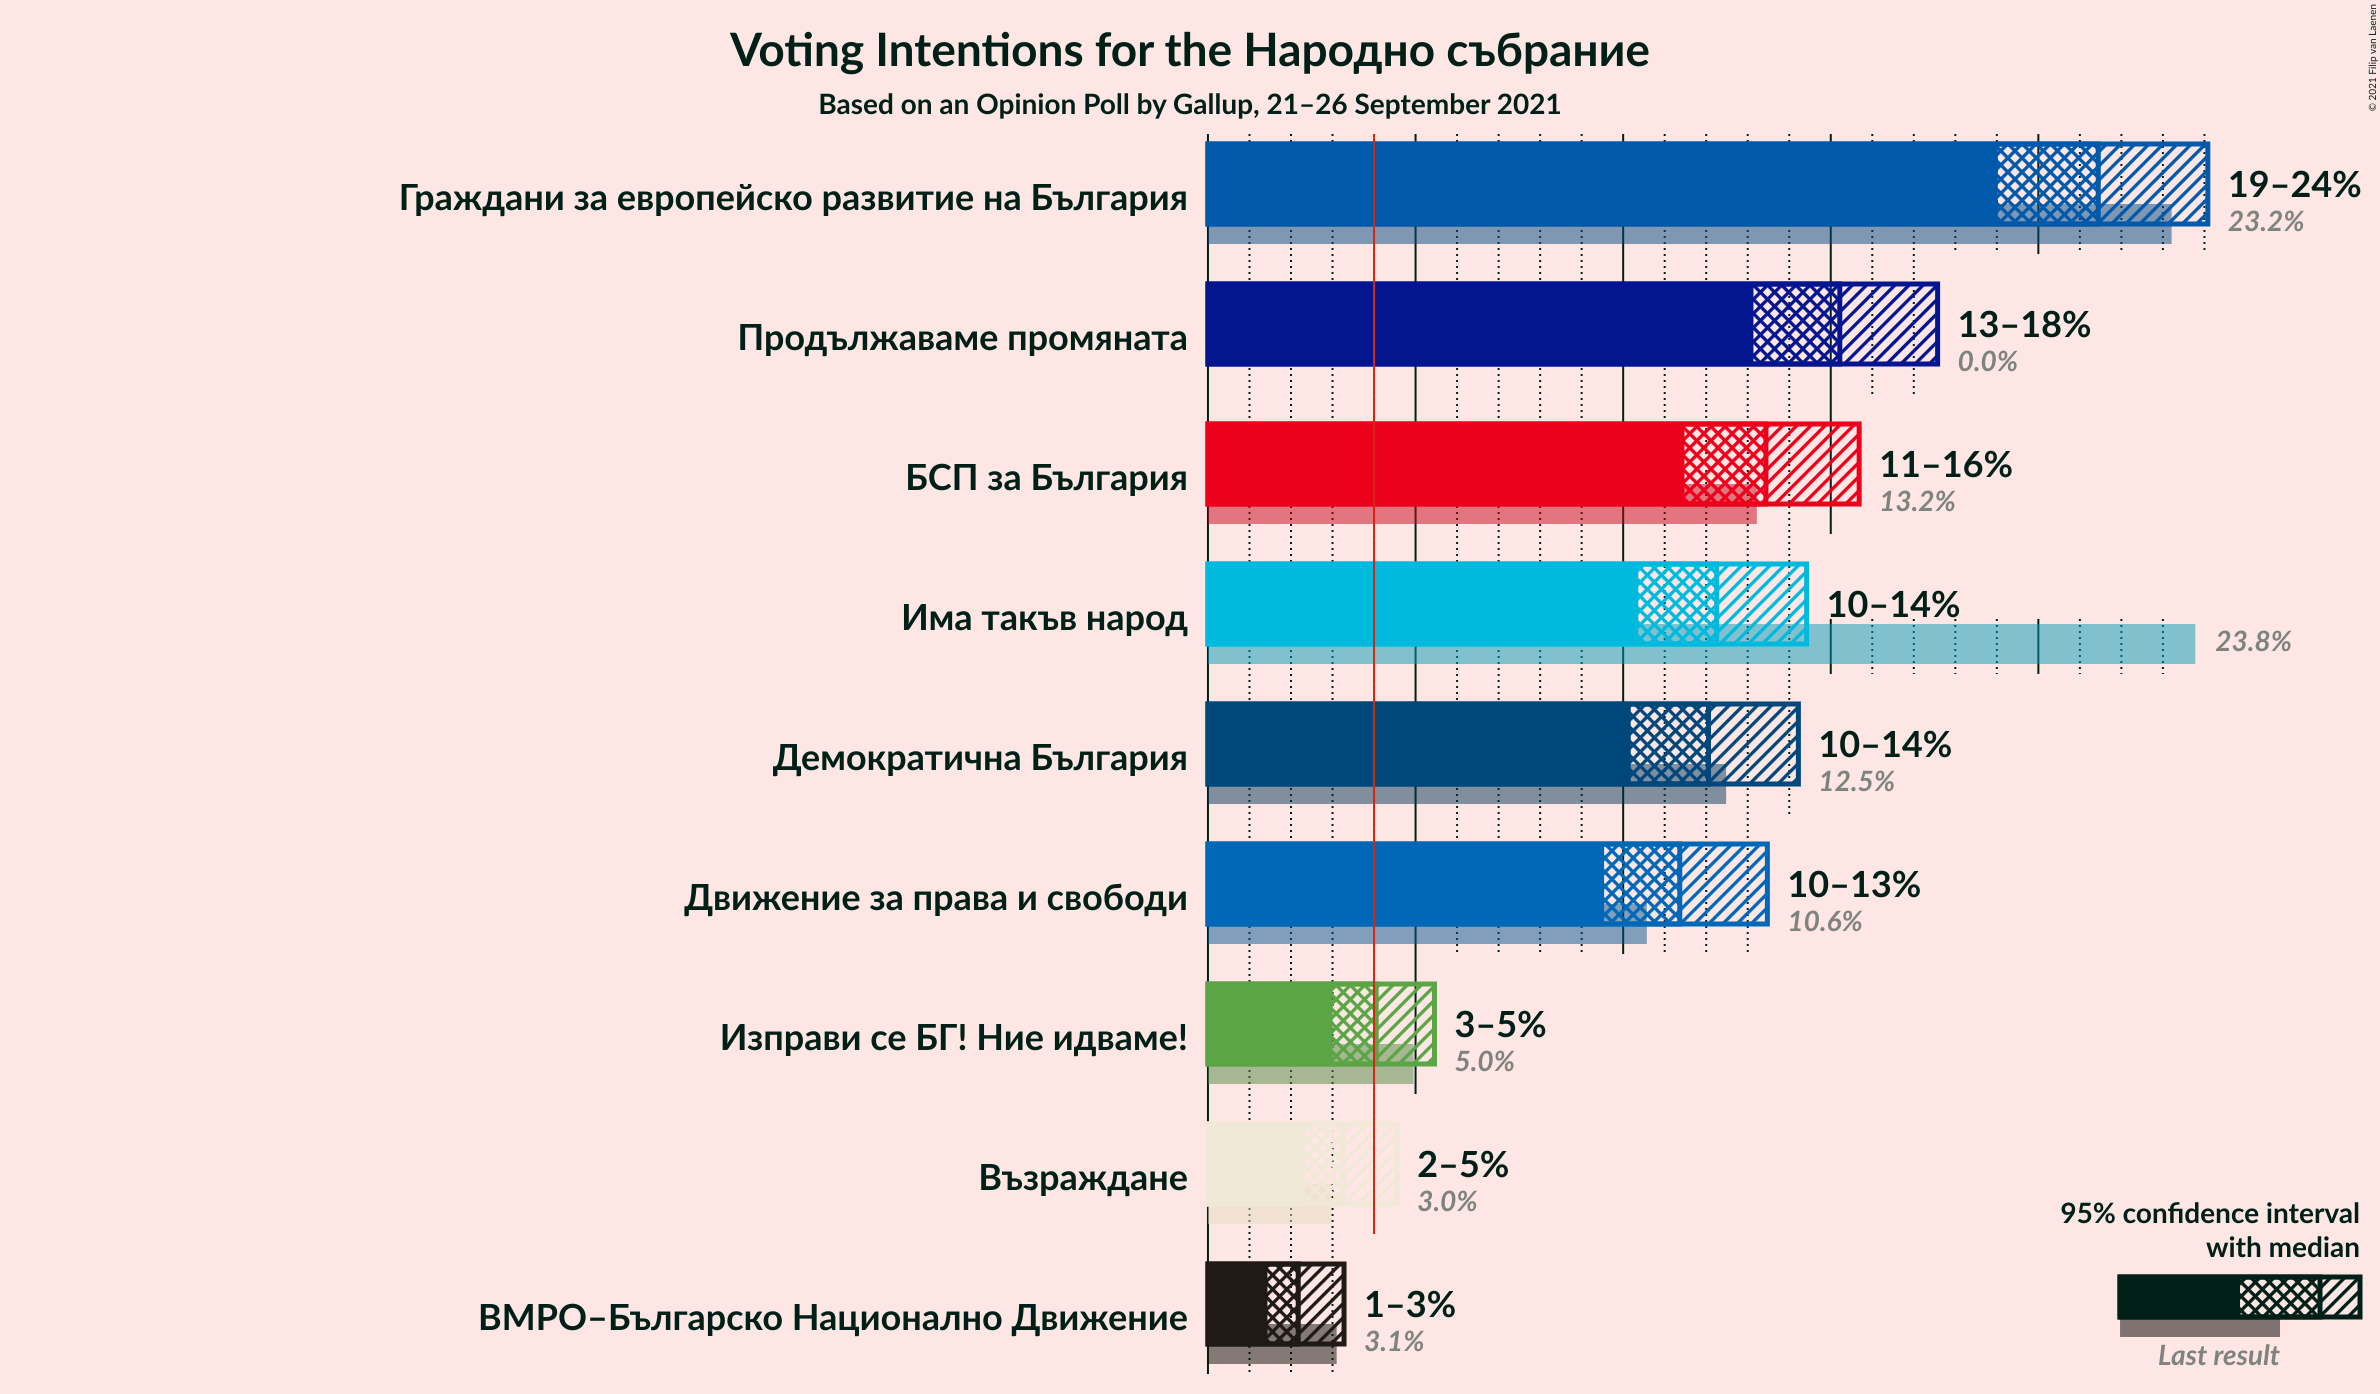 © 2021 Filip van Laenen
Voting Intentions for the Народно събрание
Based on an Opinion Poll by Gallup, 21–26 September 2021
Граждани за европейско развитие на България
19–24%
23.2%
Продължаваме промяната
13–18%
0.0%
БСП за България
11–16%
13.2%
Има такъв народ
10–14%
23.8%
Демократична България
10–14%
12.5%
Движение за права и свободи
10–13%
10.6%
Изправи се БГ! Ние идваме!
3–5%
5.0%
Възраждане
2–5%
3.0%
ВМРО–Българско Национално Движение
1–3%
3.1%
95% confidence interval
with median
Last result